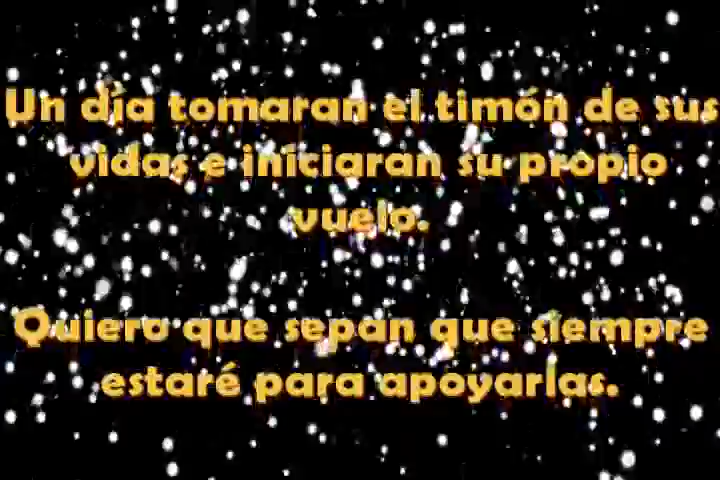 Un día tomaran el timón de sus
vidas e iniciaran su propio
vuelo.
Quiero que sepan que siempre
estaré para apoyarlas.